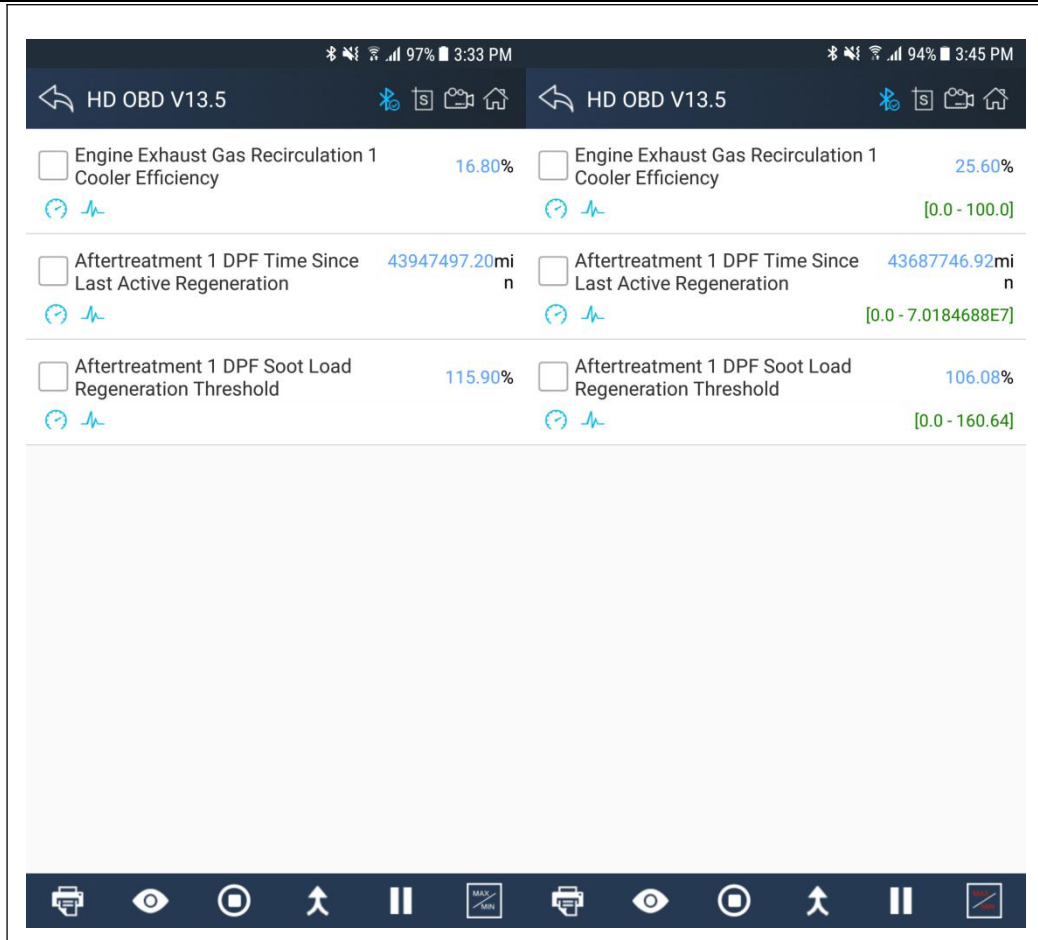 97% 3:33 PM
HD OBD V13.5
S
Engine Exhaust Gas Recirculation 1
Cooler Efficiency
16.80%
Aftertreatment 1 DPF Time Since
Last Active Regeneration
43947497.20mi
n
Aftertreatment 1 DPF Soot Load
Regeneration Threshold
115.90%
MAX
MIN
94% 3:45 PM
HD OBD V13.5
S
Engine Exhaust Gas Recirculation 1
Cooler Efficiency
25.60%
[0.0 - 100.0]
Aftertreatment 1 DPF Time Since
Last Active Regeneration
43687746.92mi
n
[0.0 - 7.0184688E7]
Aftertreatment 1 DPF Soot Load
Regeneration Threshold
106.08%
[0.0 - 160.64]
MAX
MIN